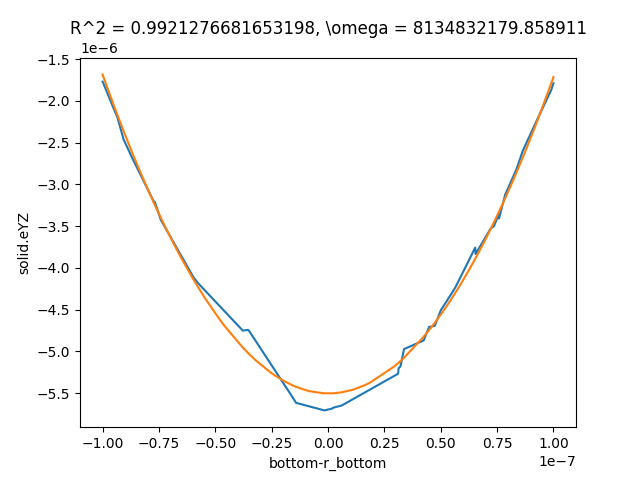 R^2 = 0.9921276681653198, \omega = 8134832179.858911
1e−6
−1.5
−2.0
−2.5
−3.0
−3.5
−4.0
−4.5
−5.0
−5.5
solid.eYZ
−1.00 −0.75 −0.50 −0.25 0.00 0.25 0.50 0.75 1.00
1e−7
bottom-r_bottom